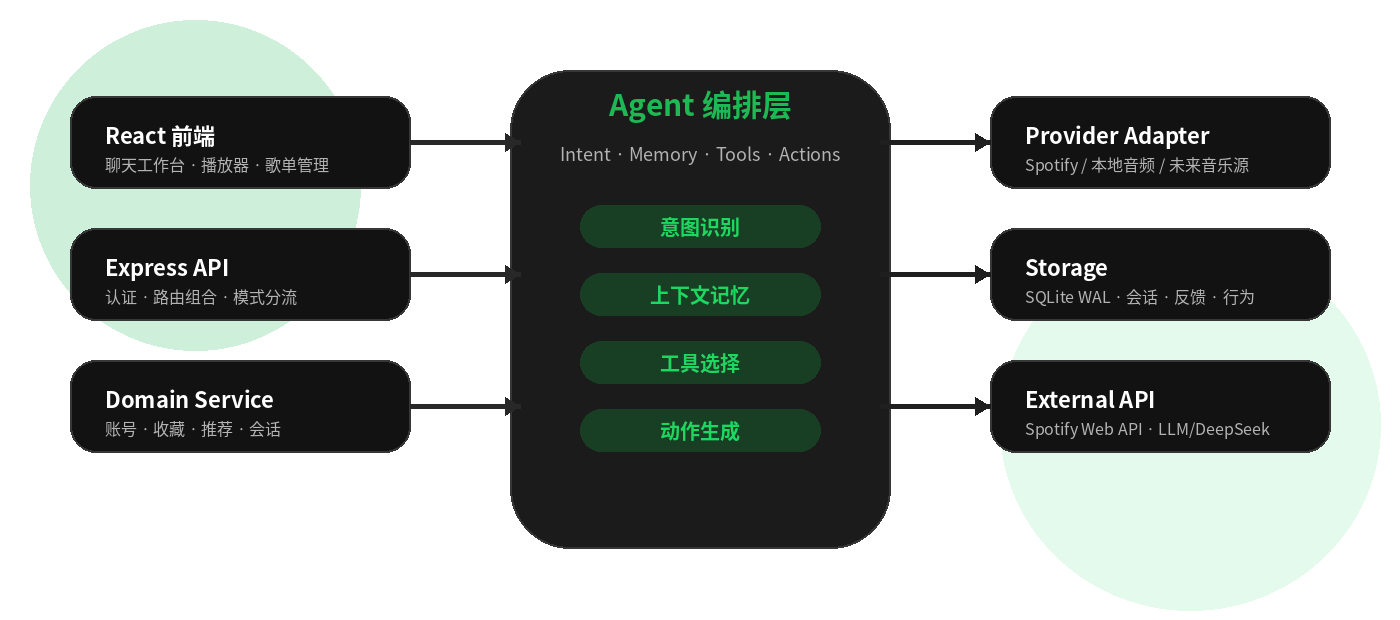 React 前端
聊天工作台 · 播放器 · 歌单管理
Express API
认证 · 路由组合 · 模式分流
Domain Service
账号 · 收藏 · 推荐 · 会话
Agent 编排层
Intent · Memory · Tools · Actions
意图识别
上下文记忆
工具选择
动作生成
Provider Adapter
Spotify / 本地音频 / 未来音乐源
Storage
SQLite WAL · 会话 · 反馈 · 行为
External API
Spotify Web API · LLM/DeepSeek